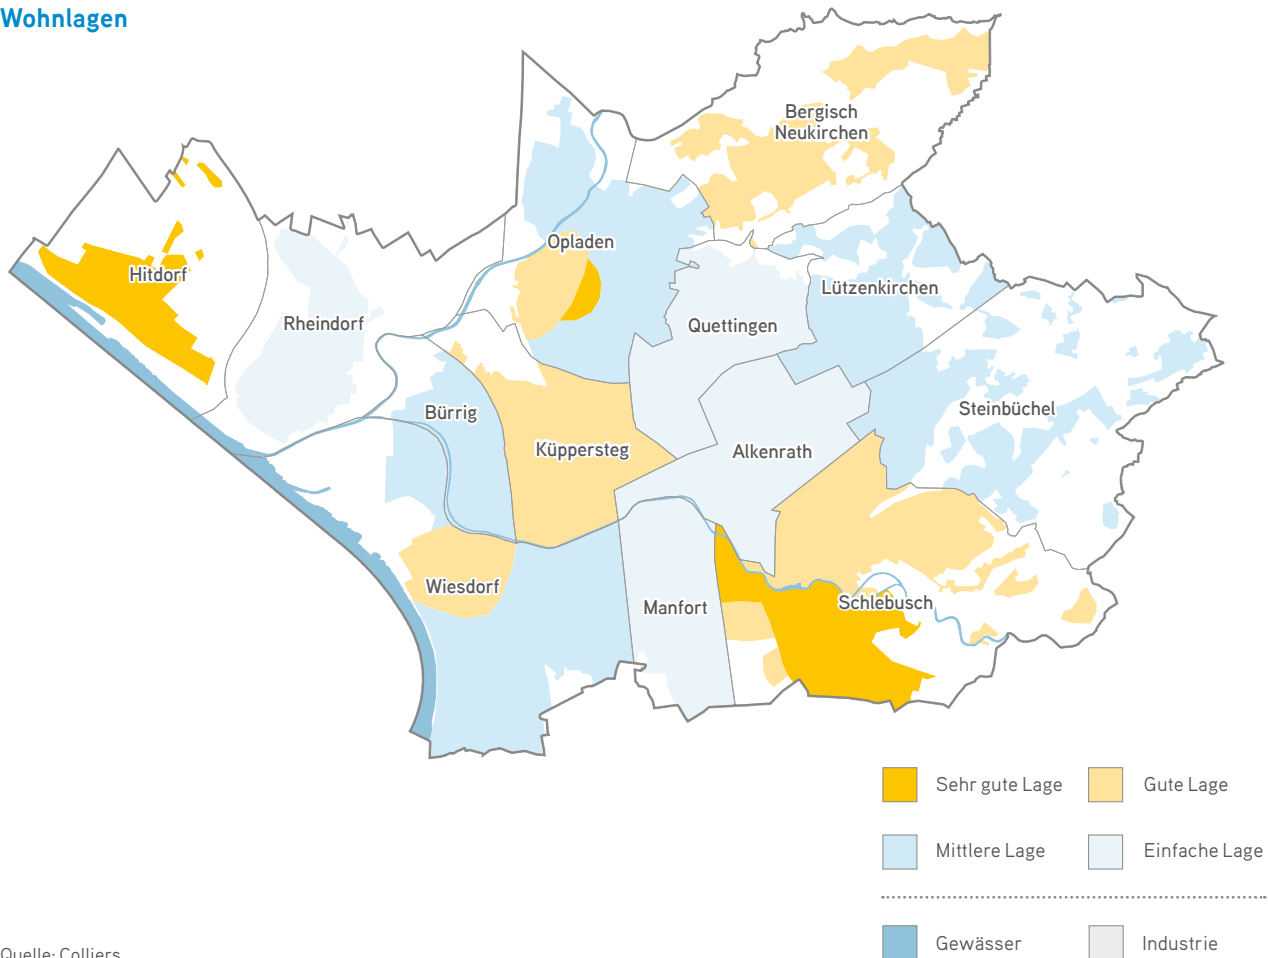 Wohnlagen
Bergisch
Neukirchen
Opladen
Hitdorf
Lützenkirchen
Rheindorf
Quettingen
Steinbüchel
Bürrig
Küppersteg
Alkenrath
Wiesdorf
Manfort
Schlebusch
Sehr gute Lage
Gute Lage
Mittlere Lage
Einfache Lage
Gewässer
Industrie
Quelle: Colliers